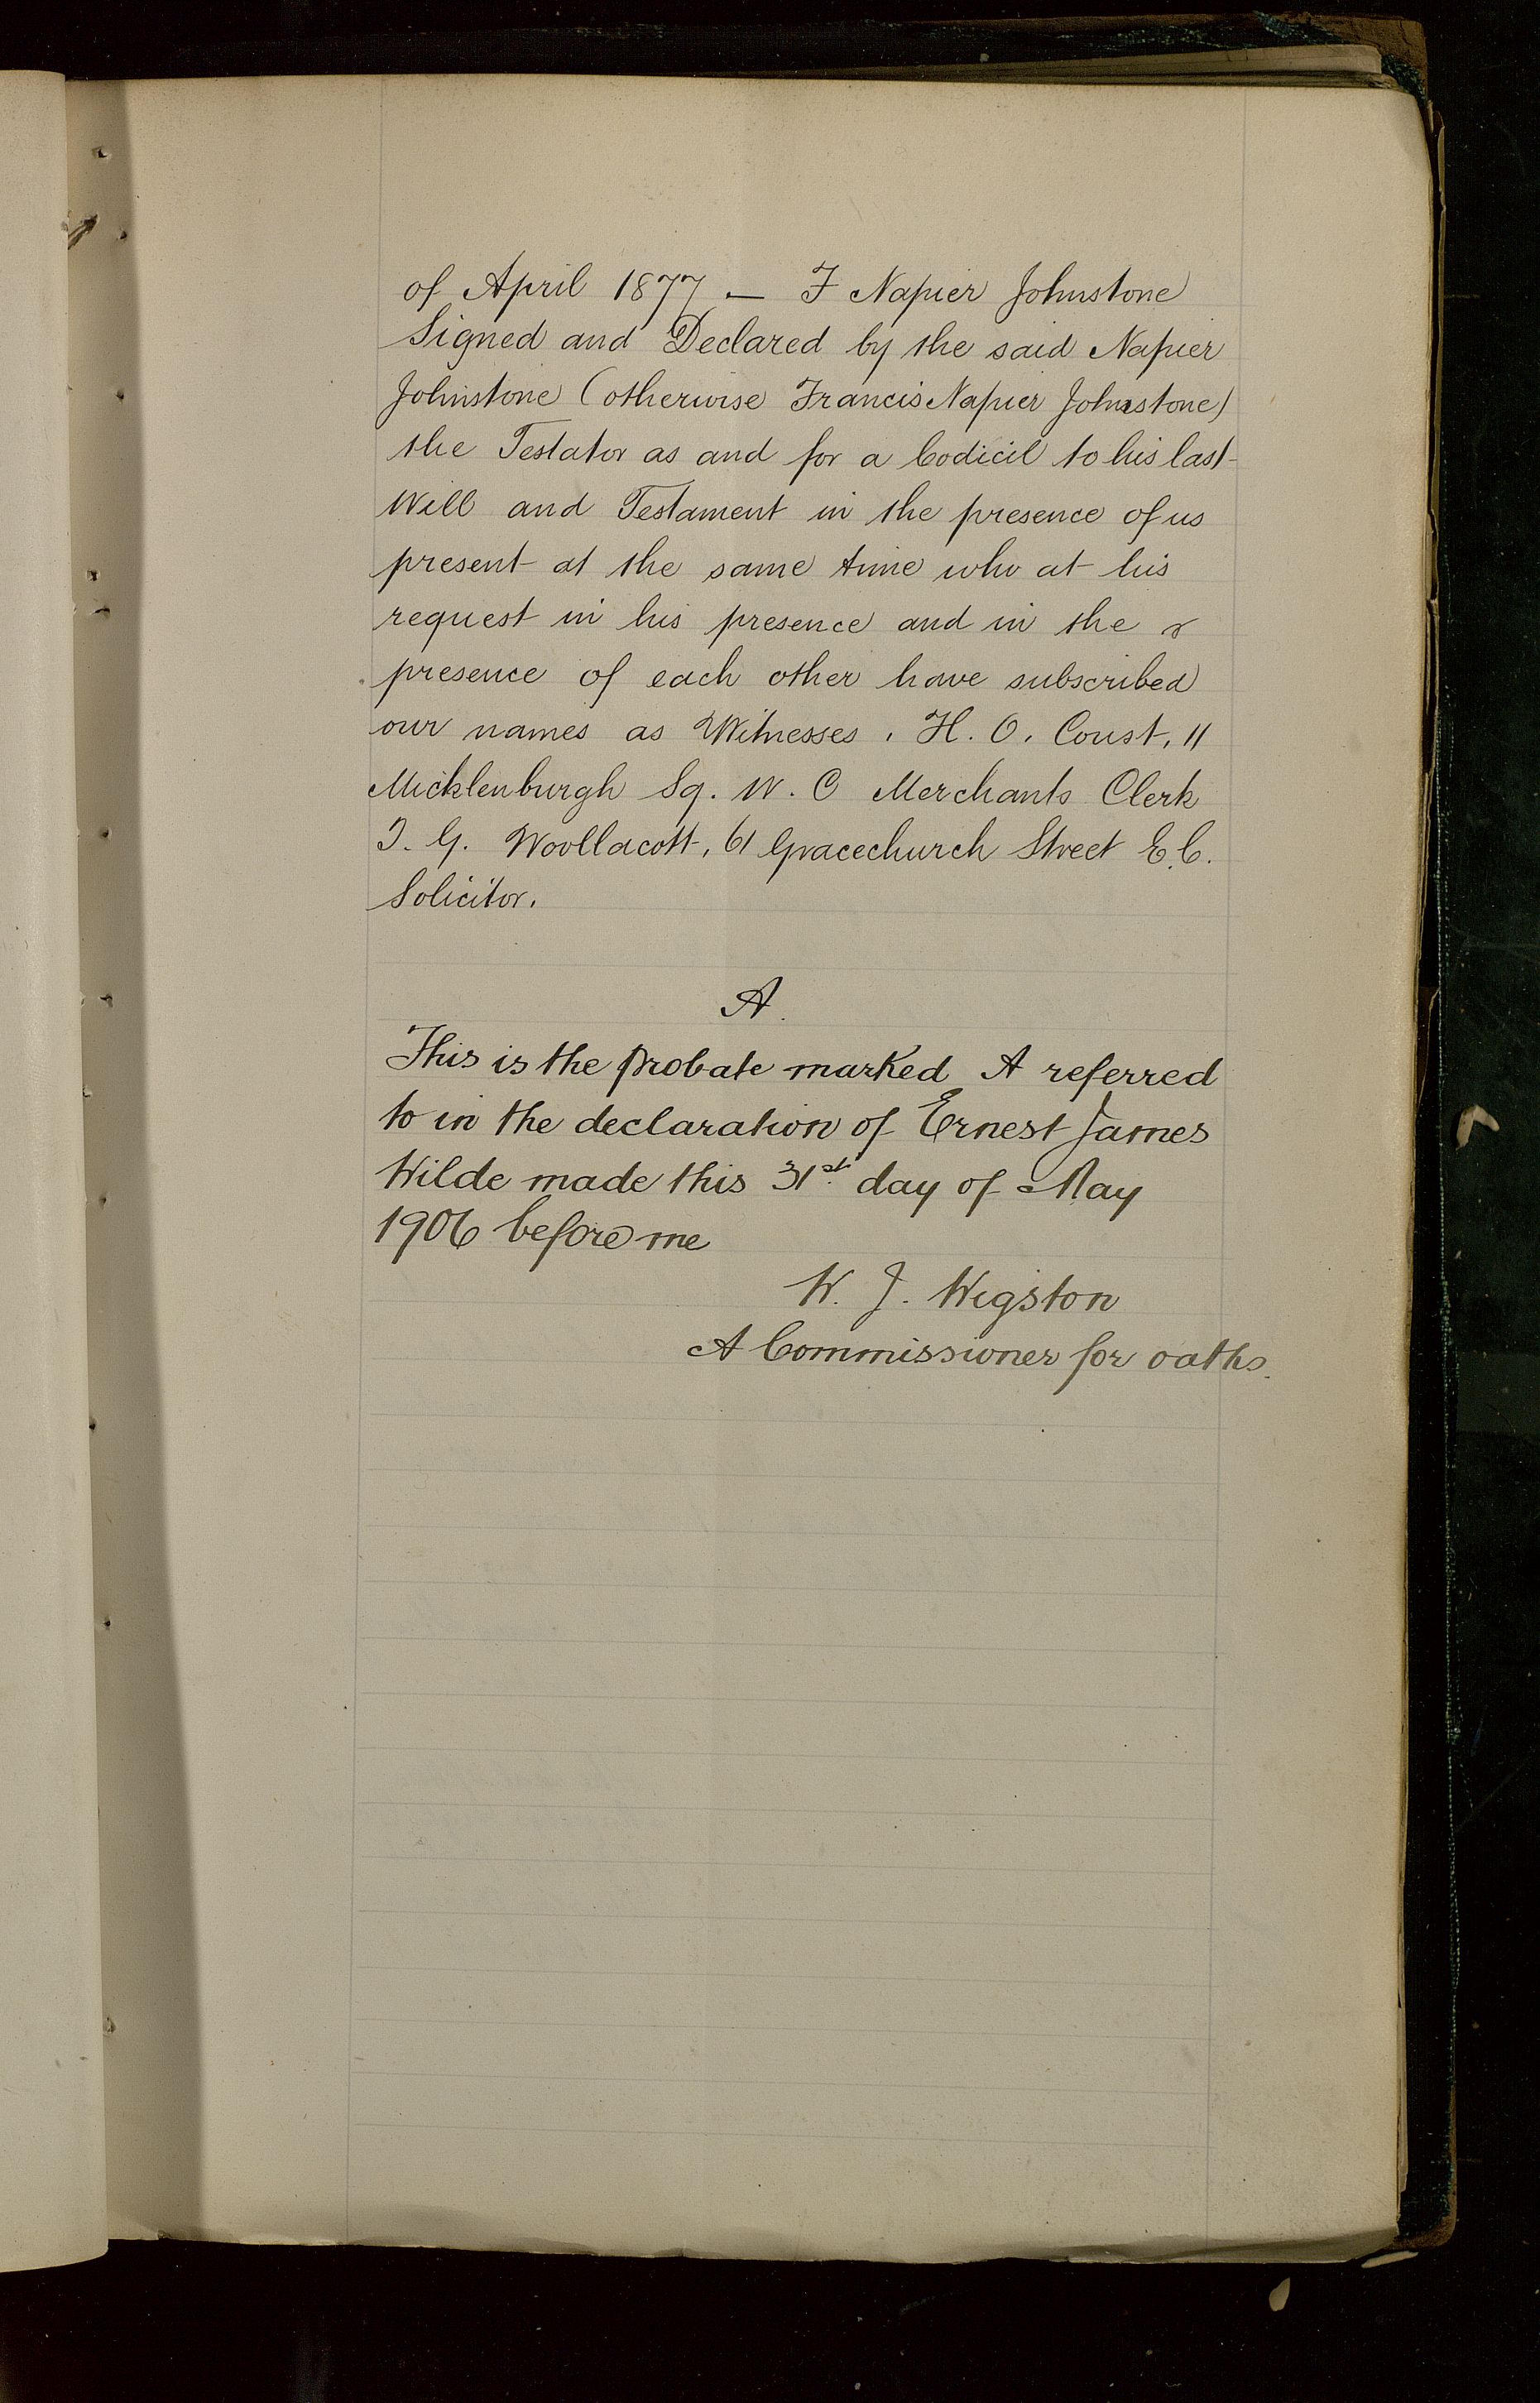 of April 1877 — F Napier Johnstone
Signed and Declared by the said Napier
Johnstone (otherwise Francis Napier Johnstone)
the Testator as and for a Codicil to his last
Will and Testament in the presence of us
present at the same time who at his
request in his presence and in the
presence of each other have subscribed
our names as Witnesses. H. O. Coust, 11
Micklenburgh Sq. W. C Merchants Clerk
J. G. Woollacott, 61 Gracechurch Street E.C.
Solicitor.
A.
This is the probate marked A referred
to in the declaration of Ernest James
Wilde made this 31st. day of May
1906 before me
W. J. Wigston
A Commissioner for oaths.